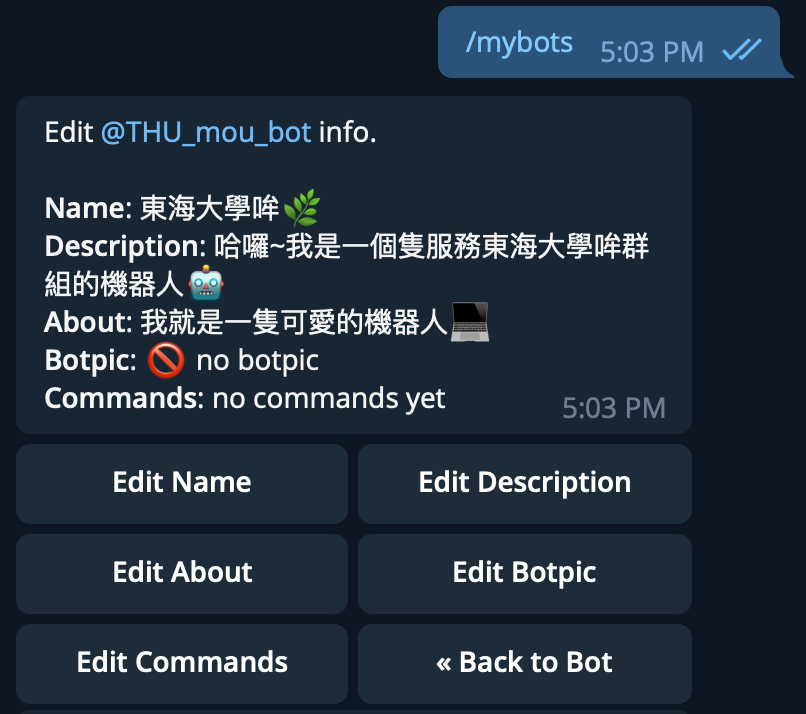 /mybots 5:03 PM
Edit @THU_mou_bot info.
Name: 東海大學哞🌿
Description: 哈囉~我是一個隻服務東海大學哞群
組的機器人🤖
About: 我就是一隻可愛的機器人💻
Botpic: 🚫 no botpic
Commands: no commands yet 5:03 PM
Edit Name
Edit Description
Edit About
Edit Botpic
Edit Commands
« Back to Bot